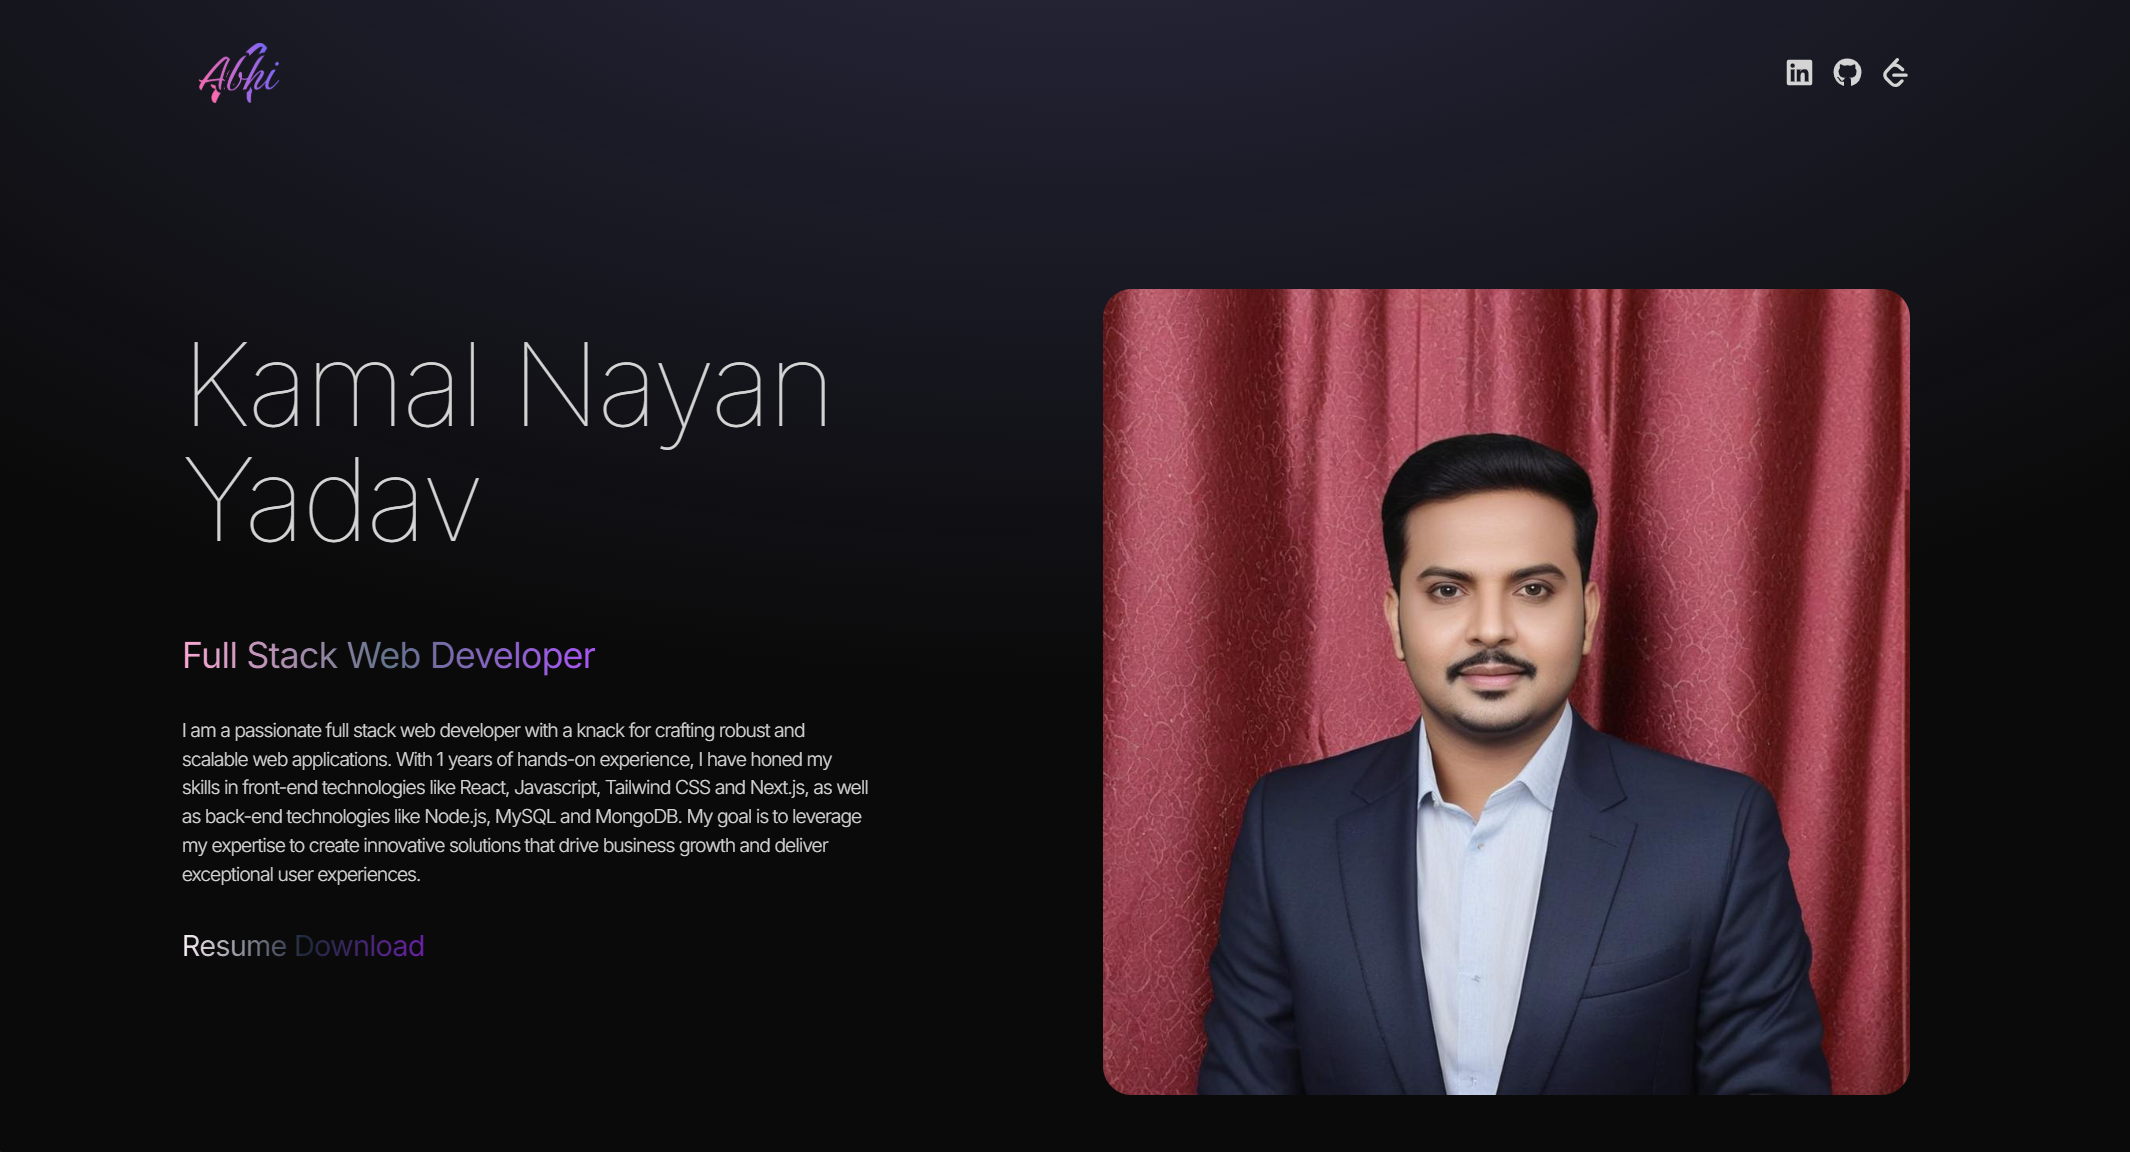 Abhi
in
Kamal Nayan
Yadav
Full Stack Web Developer
I am a passionate full stack web developer with a knack for crafting robust and
scalable web applications. With 1 years of hands-on experience, I have honed my
skills in front-end technologies like React, Javascript, Tailwind CSS and Next.js, as well
as back-end technologies like Node.js, MySQL and MongoDB. My goal is to leverage
my expertise to create innovative solutions that drive business growth and deliver
exceptional user experiences.
Resume Download